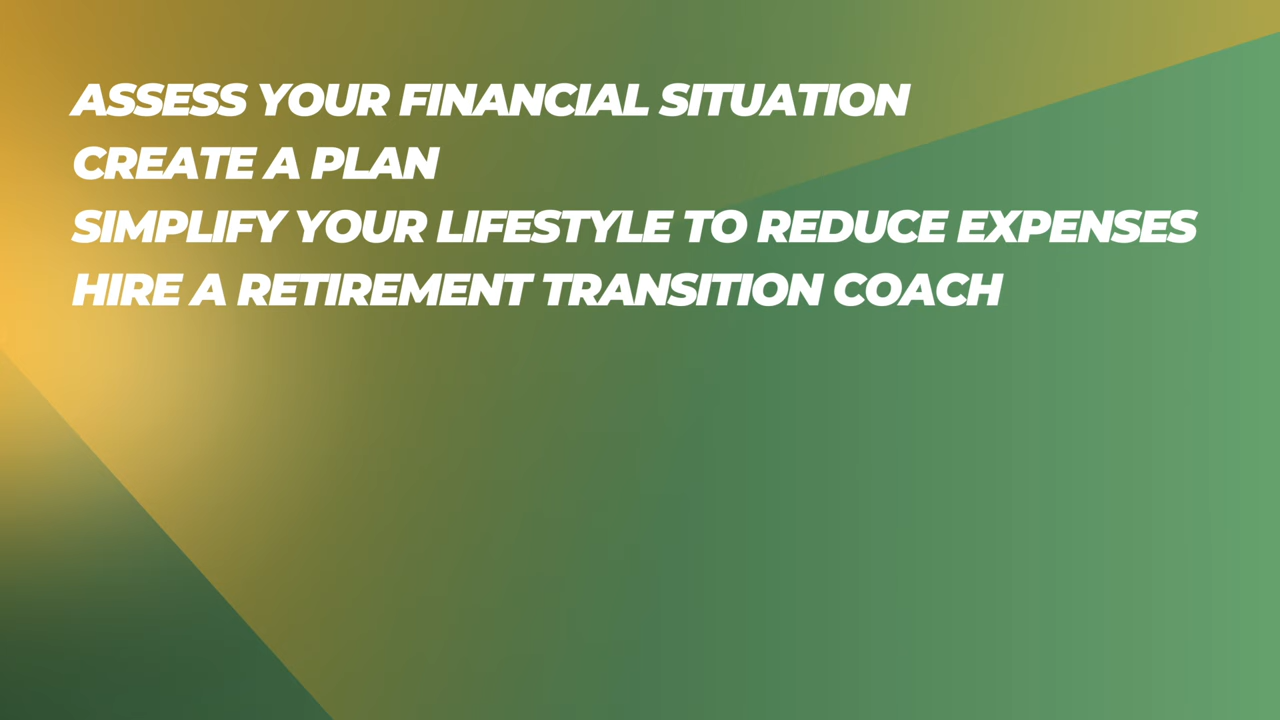 ASSESS YOUR FINANCIAL SITUATION
CREATE A PLAN
SIMPLIFY YOUR LIFESTYLE TO REDUCE EXPENSES
HIRE A RETIREMENT TRANSITION COACH